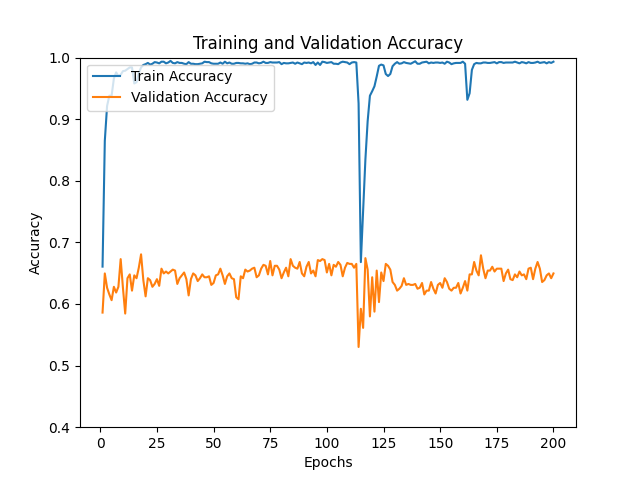 Training and Validation Accuracy
1.0
Train Accuracy
Validation Accuracy
0.9
0.8
0.7
0.6
0.5
0.4
Accuracy
0 25 50 75 100 125 150 175 200
Epochs